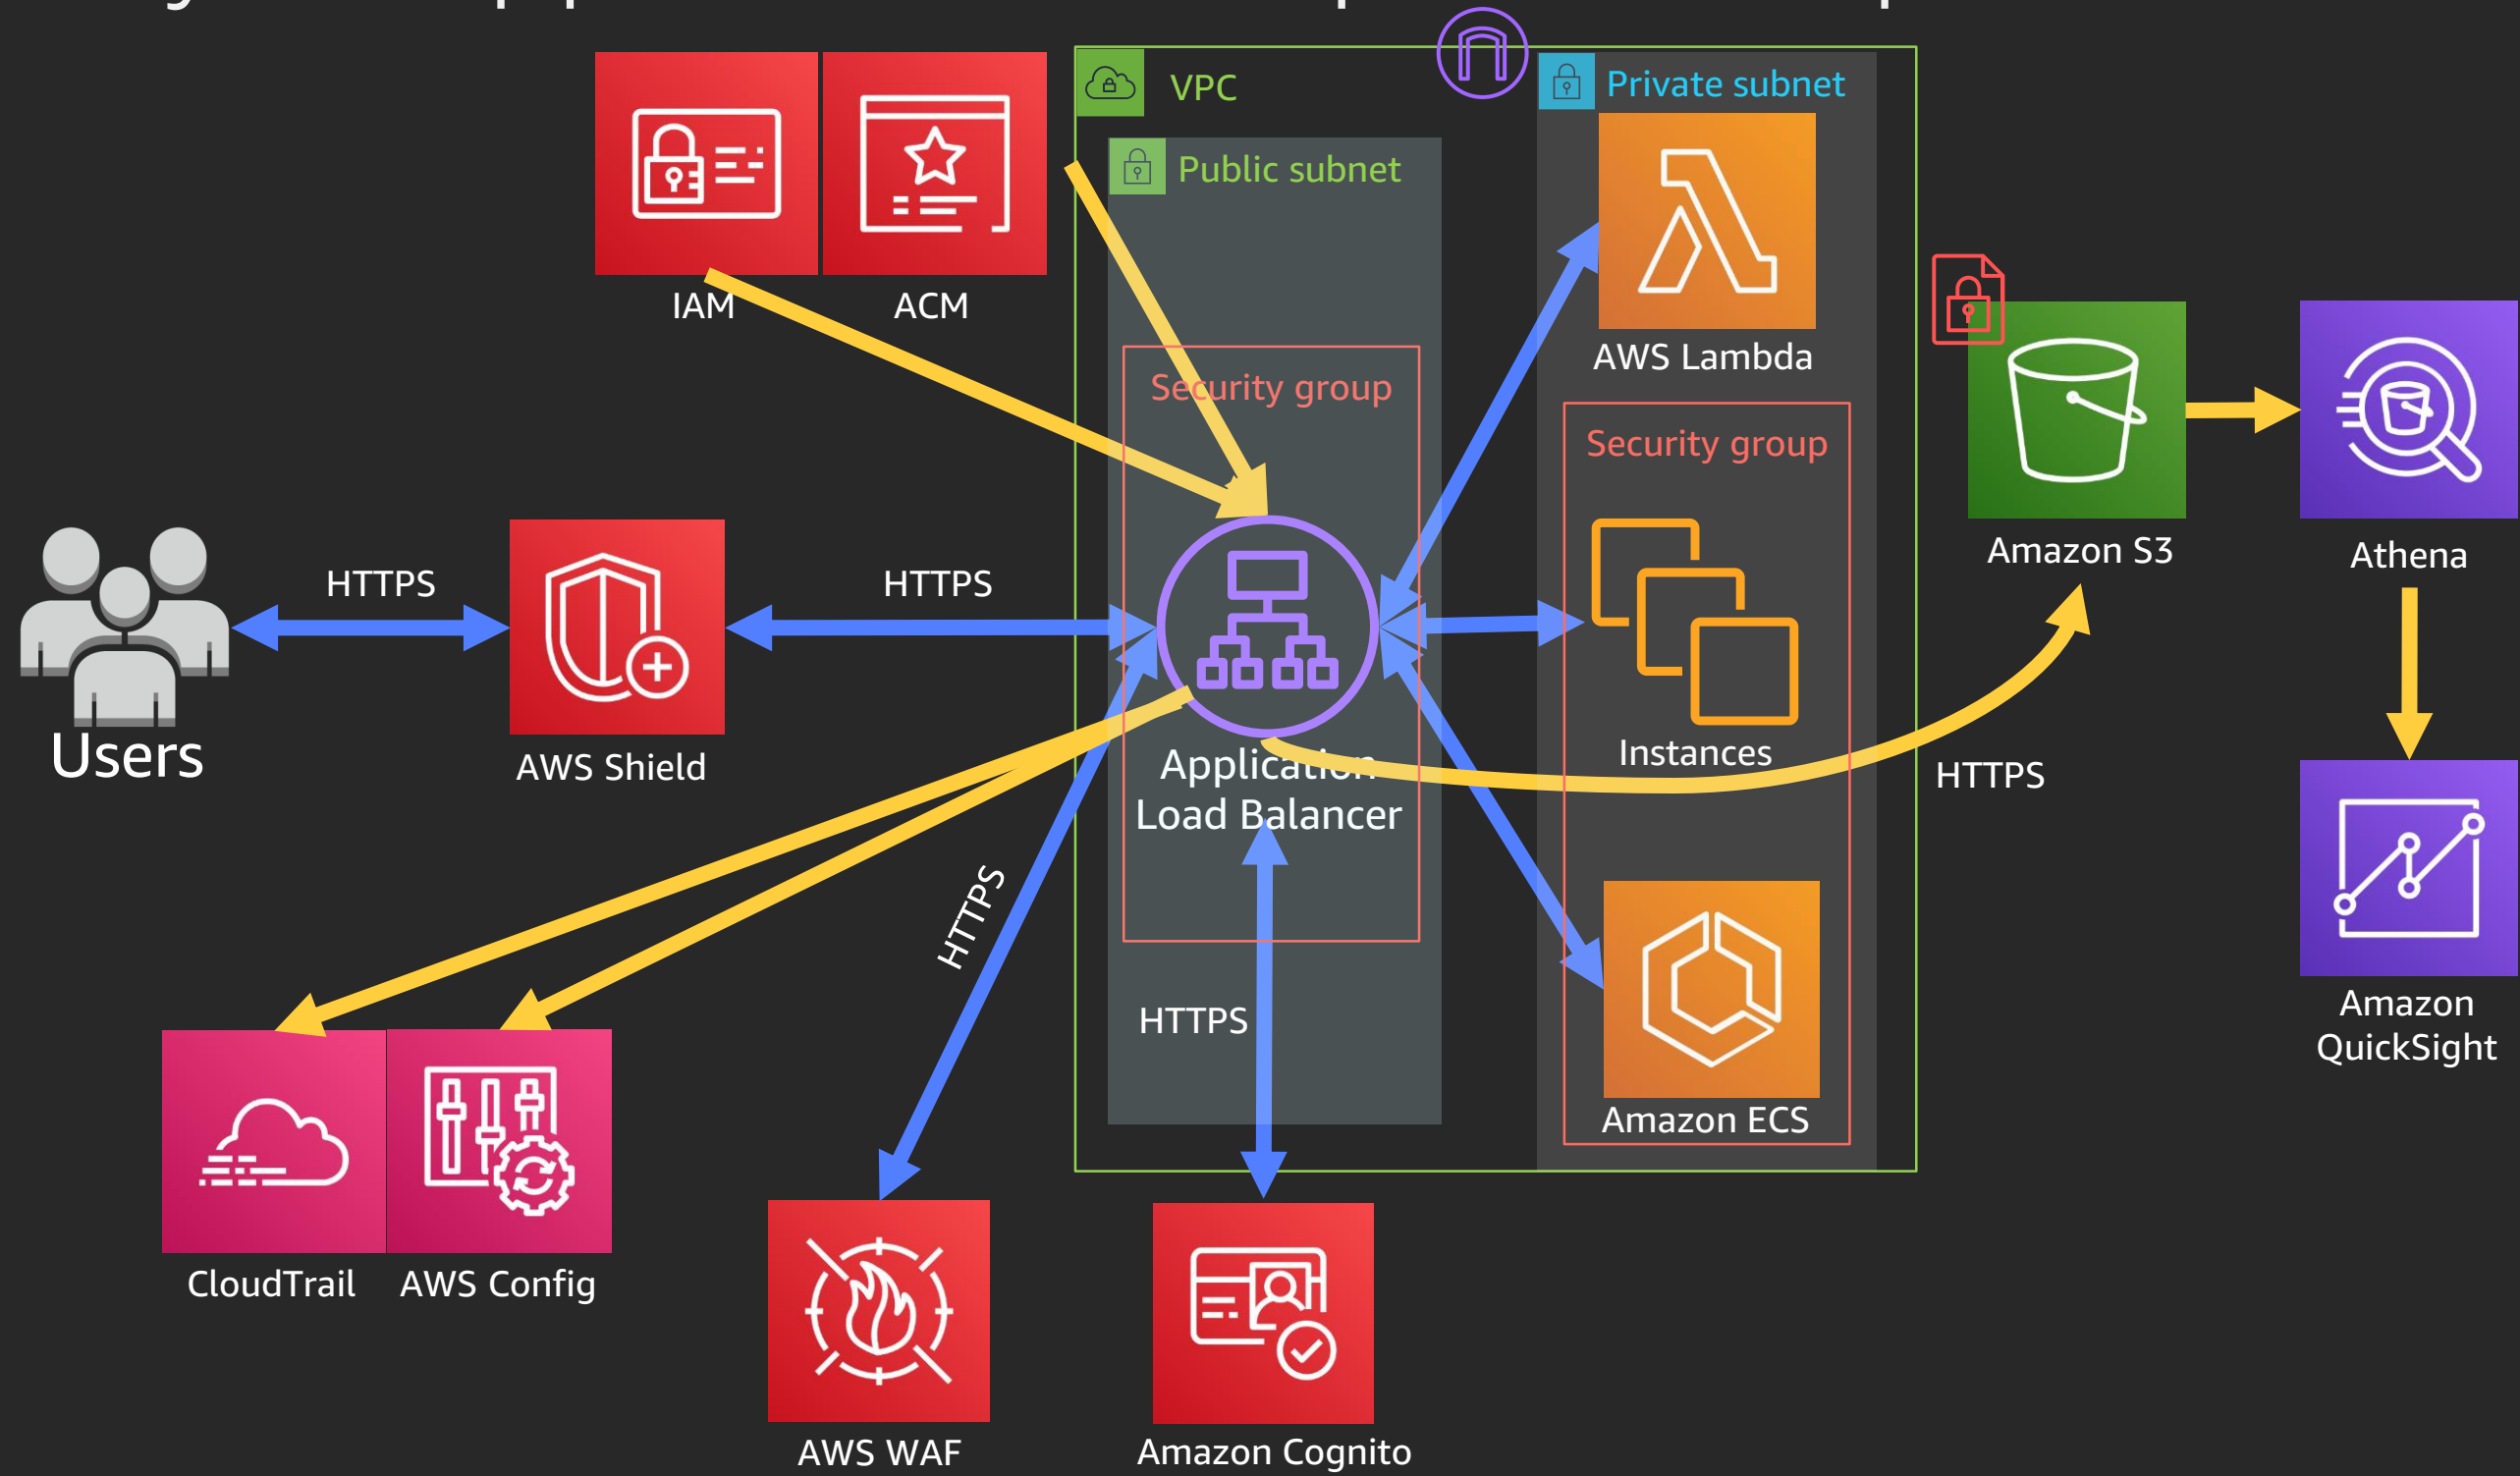 VPC
Private subnet
Public subnet
IAM
ACM
AWS Lambda
Security group
Security group
Amazon S3
Athena
HTTPS
HTTPS
Users
AWS Shield
Application
Load Balancer
Instances
HTTPS
HTTPS
HTTPS
Amazon
QuickSight
Amazon ECS
CloudTrail
AWS Config
AWS WAF
Amazon Cognito